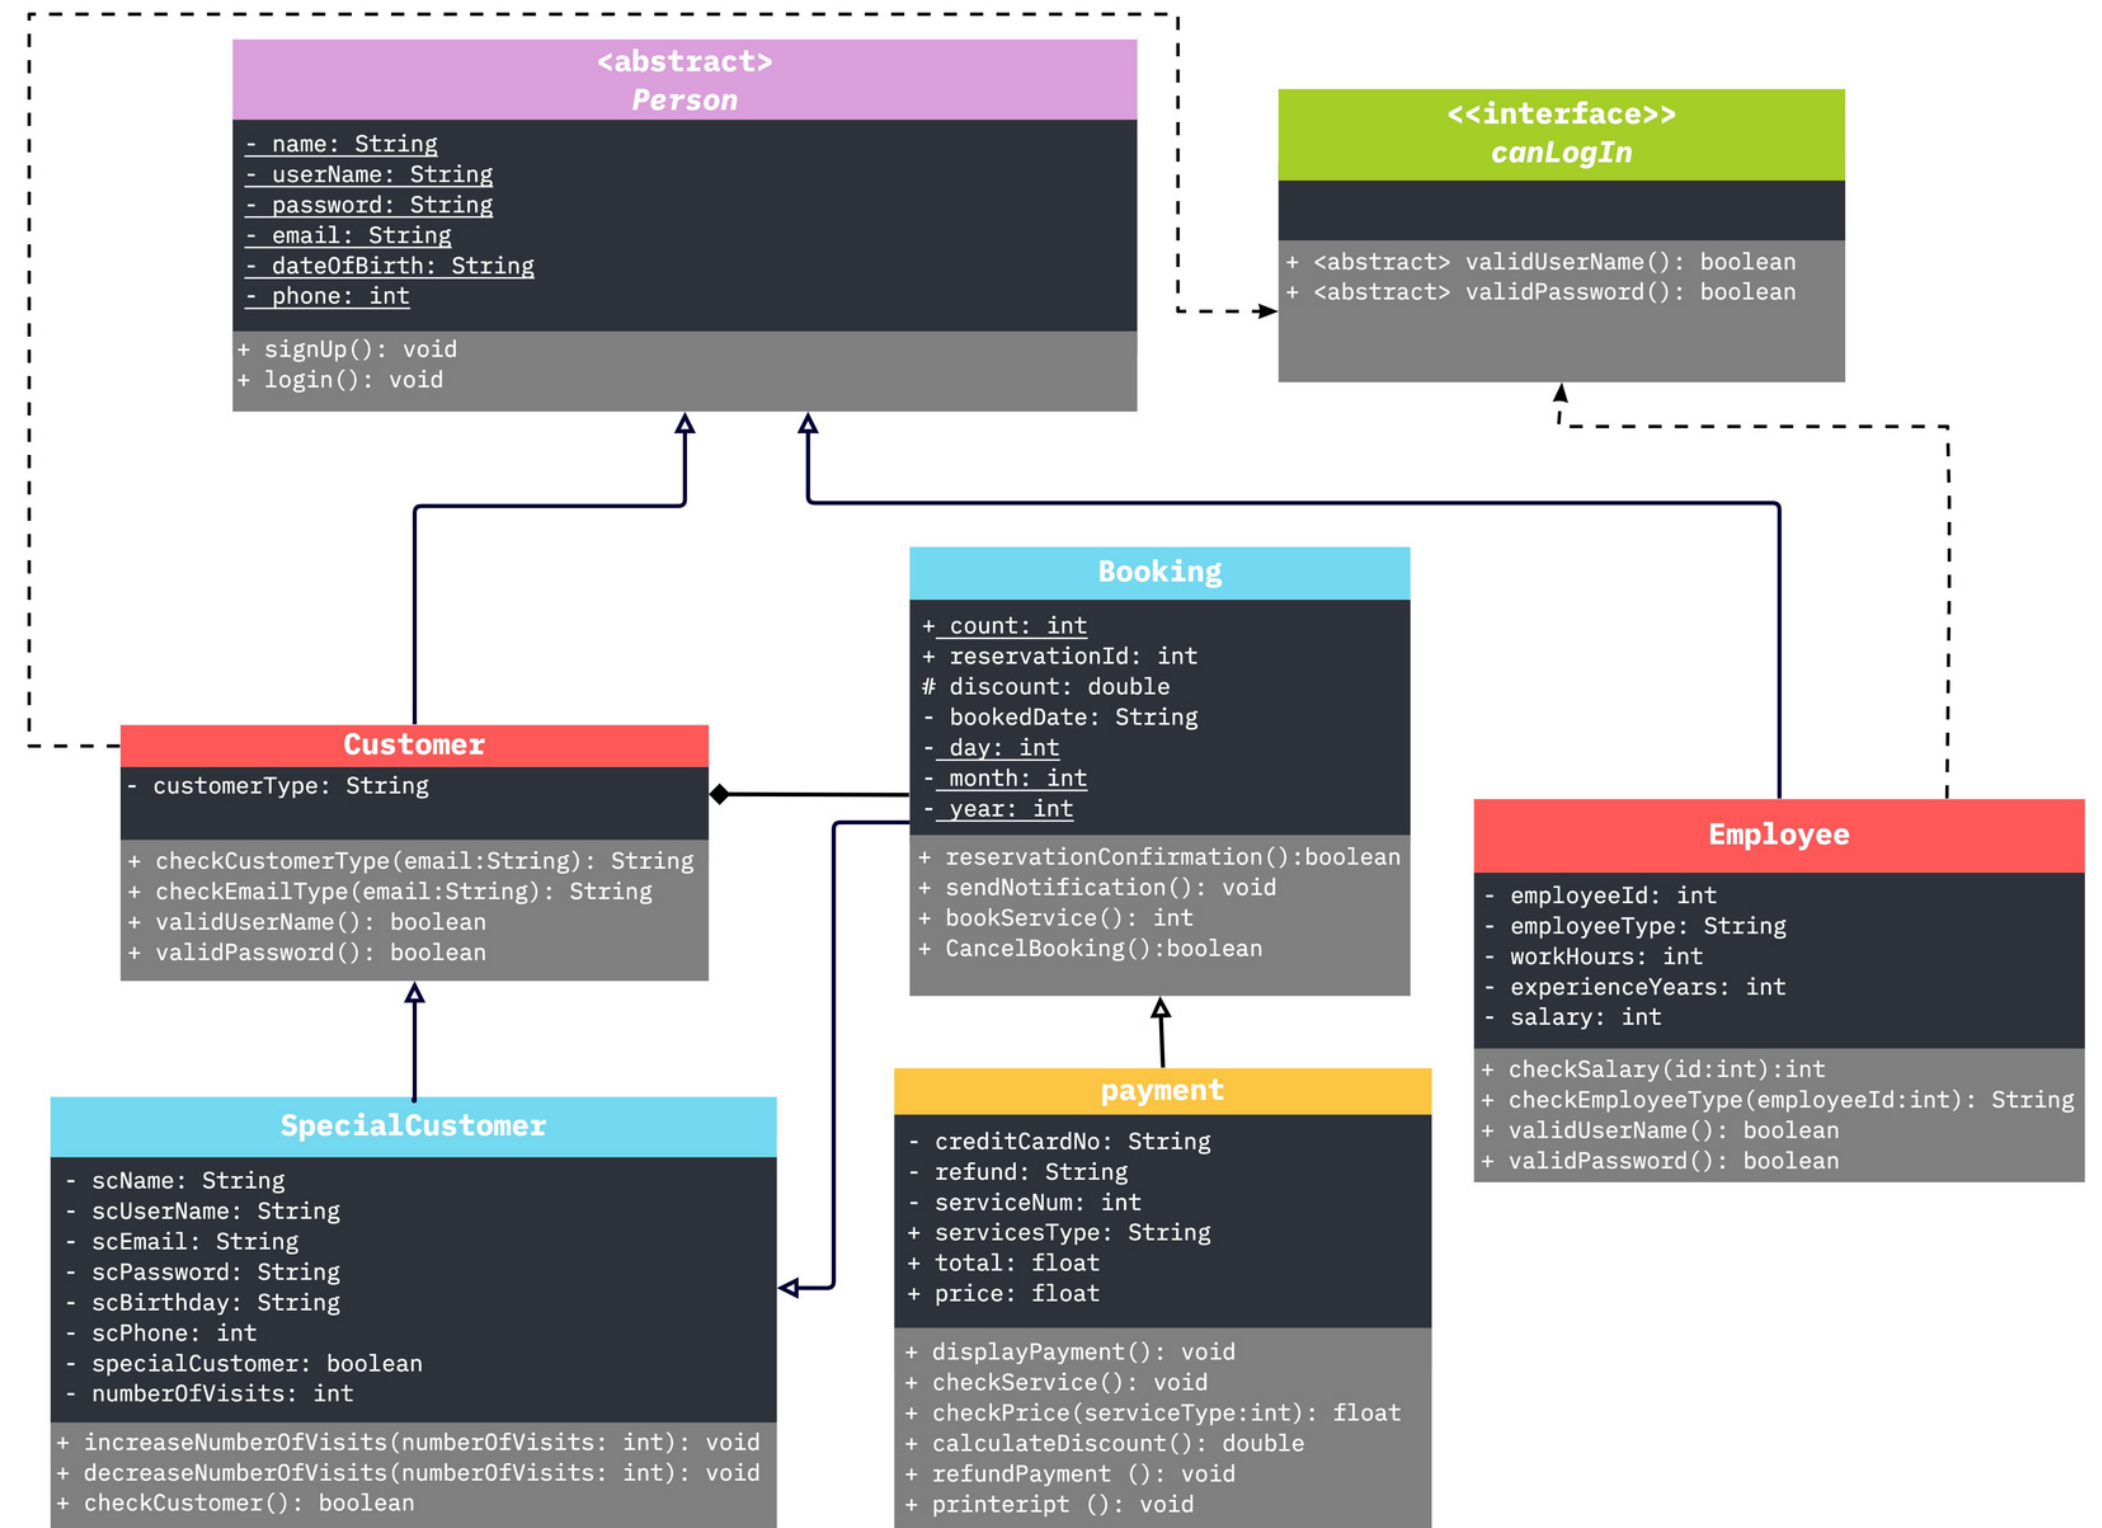 <abstract>
Person
- name: String
- userName: String
- password: String
- email: String
- dateOfBirth: String
- phone: int
+ signUp(): void
+ login(): void
<<interface>>
canLogIn
+ <abstract> validUserName(): boolean
+ <abstract> validPassword(): boolean
Booking
+ count: int
+ reservationId: int
# discount: double
- bookedDate: String
- day: int
- month: int
- year: int
+ reservationConfirmation():boolean
+ sendNotification(): void
+ bookService(): int
+ CancelBooking():boolean
Customer
- customerType: String
+ checkCustomerType(email:String): String
+ checkEmailType(email:String): String
+ validUserName(): boolean
+ validPassword(): boolean
Employee
- employeeId: int
- employeeType: String
- workHours: int
- experienceYears: int
- salary: int
+ checkSalary(id:int):int
+ checkEmployeeType(employeeId:int): String
+ validUserName(): boolean
+ validPassword(): boolean
SpecialCustomer
- scName: String
- scUserName: String
- scEmail: String
- scPassword: String
- scBirthday: String
- scPhone: int
- specialCustomer: boolean
- numberOfVisits: int
+ increaseNumberOfVisits(numberOfVisits: int): void
+ decreaseNumberOfVisits(numberOfVisits: int): void
+ checkCustomer(): boolean
payment
- creditCardNo: String
- refund: String
- serviceNum: int
+ servicesType: String
+ total: float
+ price: float
+ displayPayment(): void
+ checkService(): void
+ checkPrice(serviceType:int): float
+ calculateDiscount(): double
+ refundPayment (): void
+ printeript (): void